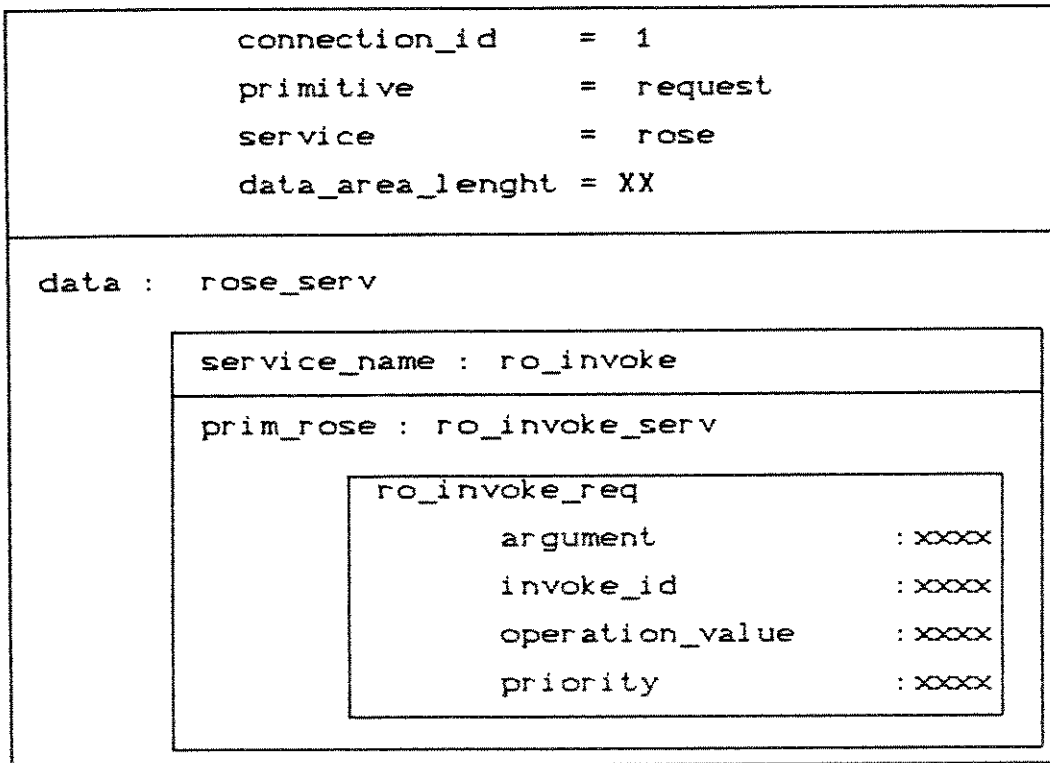 connection_id = 1
primitive = request
service = rose
data_area_lenght = XX
data : rose_serv
service_name : ro_invoke
prim_rose : ro_invoke_serv
ro_invoke_req
argument : xxxx
invoke_id : xxxx
operation_value : xxxx
priority : xxxx